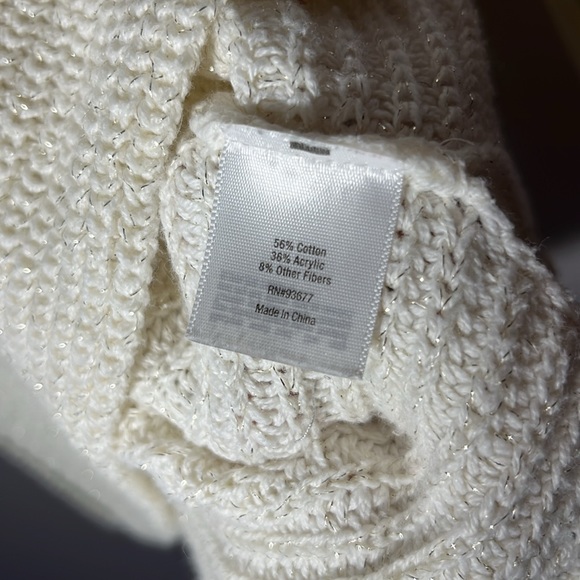 56% Cotton
36% Acrylic
8% Other Fibers
RN#93677
Made in China